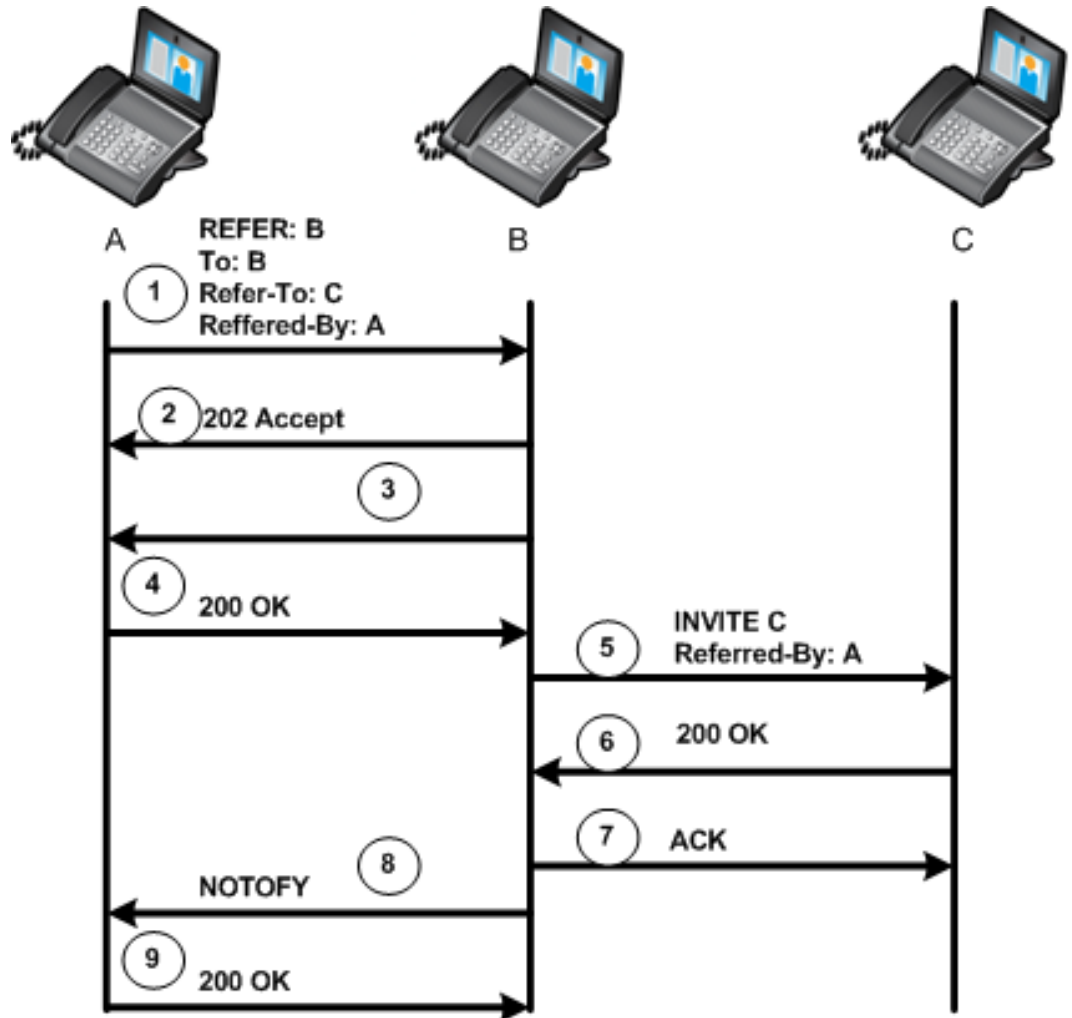 A
B
C
REFER: B
To: B
Refer-To: C
Reffered-By: A
1
2
202 Accept
3
4
200 OK
5
INVITE C
Referred-By: A
6
200 OK
7
ACK
8
NOTOFY
9
200 OK